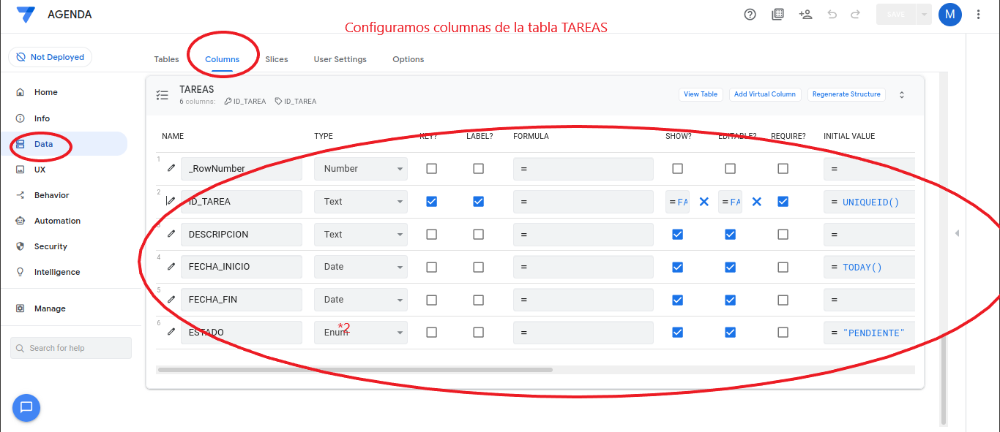 AGENDA
SAVE
M
Configuramos columnas de la tabla TAREAS
Not Deployed
Tables Columns Slices User Settings Options
Home
Info
Data
UX
Behavior
Automation
Security
Intelligence
Manage
Search for help
TAREAS
6 columns: ID_TAREA ID_TAREA
View Table Add Virtual Column Regenerate Structure
NAME TYPE KEY? LABEL? FORMULA SHOW? EDITABLE? REQUIRE? INITIAL VALUE
1 _RowNumber Number = =
2 ID_TAREA Text = = FA = FA = UNIQUEID()
3 DESCRIPCION Text = =
4 FECHA_INICIO Date = = TODAY()
5 FECHA_FIN Date = =
6 ESTADO Enum *2 = = "PENDIENTE"